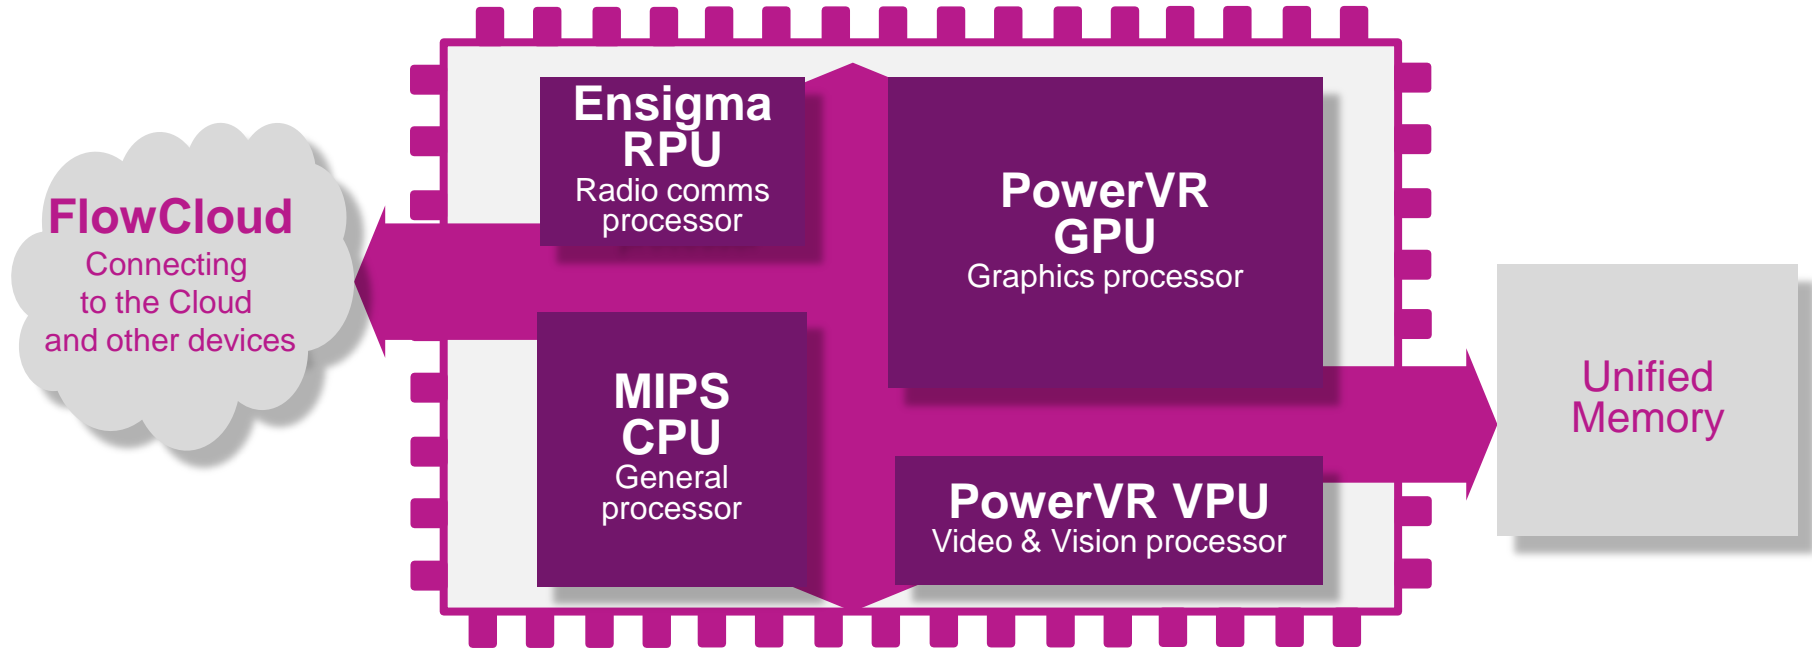 FlowCloud
Connecting
to the Cloud
and other devices
Ensigma
RPU
Radio comms
processor
MIPS
CPU
General
processor
PowerVR
GPU
Graphics processor
PowerVR VPU
Video & Vision processor
Unified
Memory